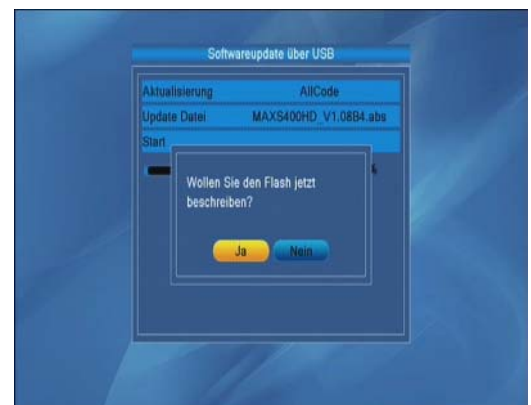 Softwareupdate über USB
Aktualisierung AllCode
Update Datei MAXS400HD_V1.08B4.abs
Start
Wollen Sie den Flash jetzt
beschreiben?
Ja Nein